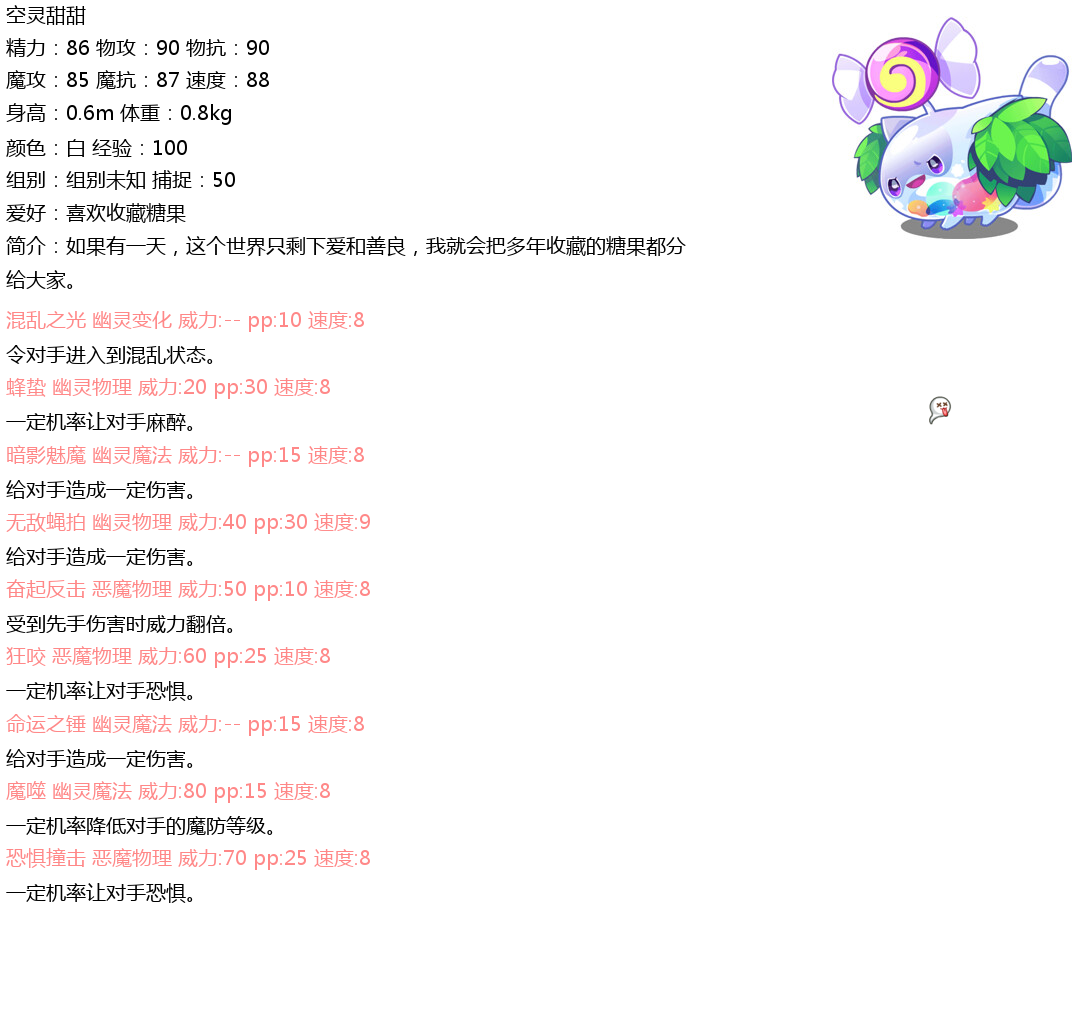 空灵甜甜
精力：86 物攻：90 物抗：90
魔攻：85 魔抗：87 速度：88
身高：0.6m 体重：0.8kg
颜色：白 经验：100
组别：组别未知 捕捉：50
爱好：喜欢收藏糖果
简介：如果有一天，这个世界只剩下爱和善良，我就会把多年收藏的糖果都分
给大家。
混乱之光 幽灵变化 威力:-- pp:10 速度:8
令对手进入到混乱状态。
蜂蛰 幽灵物理 威力:20 pp:30 速度:8
一定机率让对手麻醉。
暗影魅魔 幽灵魔法 威力:-- pp:15 速度:8
给对手造成一定伤害。
无敌蝇拍 幽灵物理 威力:40 pp:30 速度:9
给对手造成一定伤害。
奋起反击 恶魔物理 威力:50 pp:10 速度:8
受到先手伤害时威力翻倍。
狂咬 恶魔物理 威力:60 pp:25 速度:8
一定机率让对手恐惧。
命运之锤 幽灵魔法 威力:-- pp:15 速度:8
给对手造成一定伤害。
魔噬 幽灵魔法 威力:80 pp:15 速度:8
一定机率降低对手的魔防等级。
恐惧撞击 恶魔物理 威力:70 pp:25 速度:8
一定机率让对手恐惧。